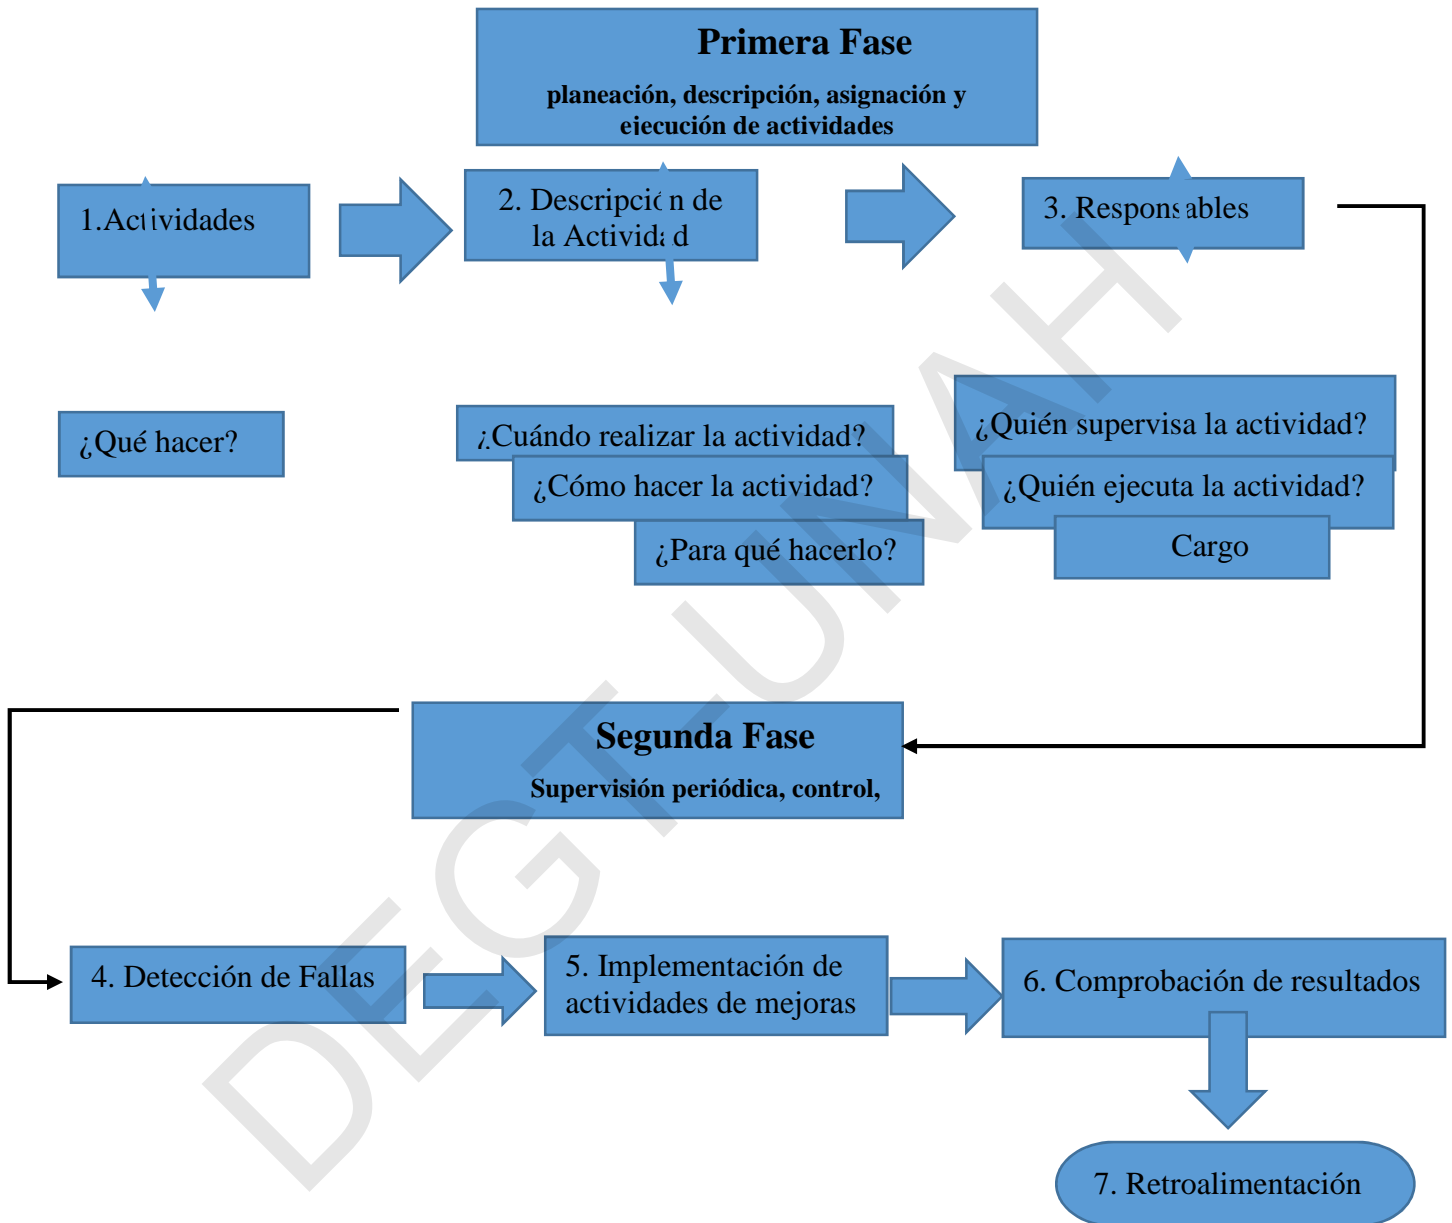 Primera Fase
planeación, descripción, asignación y
ejecución de actividades
1.Actividades
2. Descripción de
la Actividad
3. Responsables
¿Qué hacer?
¿Cuándo realizar la actividad?
¿Cómo hacer la actividad?
¿Para qué hacerlo?
¿Quién supervisa la actividad?
¿Quién ejecuta la actividad?
Cargo
Segunda Fase
Supervisión periódica, control,
4. Detección de Fallas
5. Implementación de
actividades de mejoras
6. Comprobación de resultados
7. Retroalimentación
DEGT-UNAH